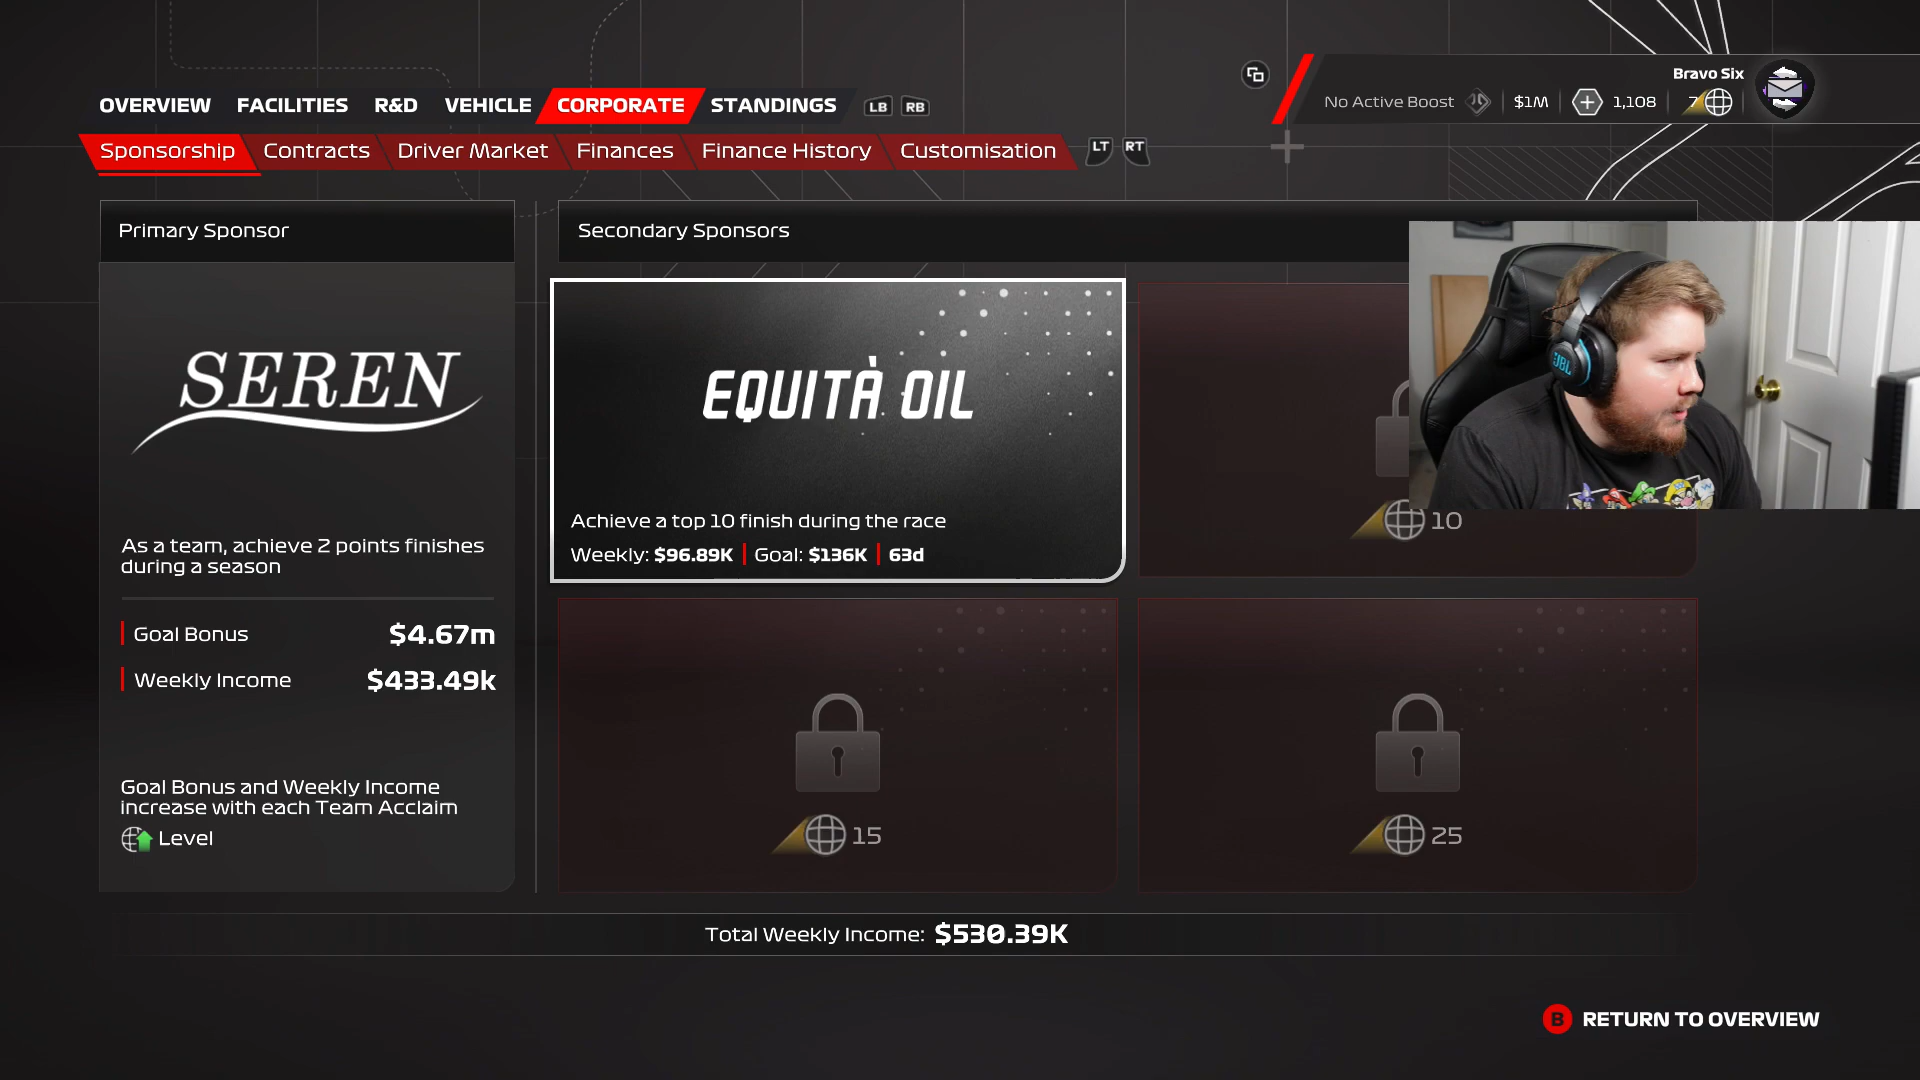 Bravo Six
OVERVIEW FACILITIES R&D VEHICLE CORPORATE STANDINGS LB RB
No Active Boost $1M 1,108 7
Sponsorship Contracts Driver Market Finances Finance History Customisation LT RT
Primary Sponsor
SEREN
As a team, achieve 2 points finishes
during a season
Goal Bonus $4.67m
Weekly Income $433.49k
Goal Bonus and Weekly Income
increase with each Team Acclaim
Level
Secondary Sponsors
EQUITÀ OIL
Achieve a top 10 finish during the race
Weekly: $96.89K Goal: $136K 63d
JBL
10
15
25
Total Weekly Income: $530.39K
B RETURN TO OVERVIEW